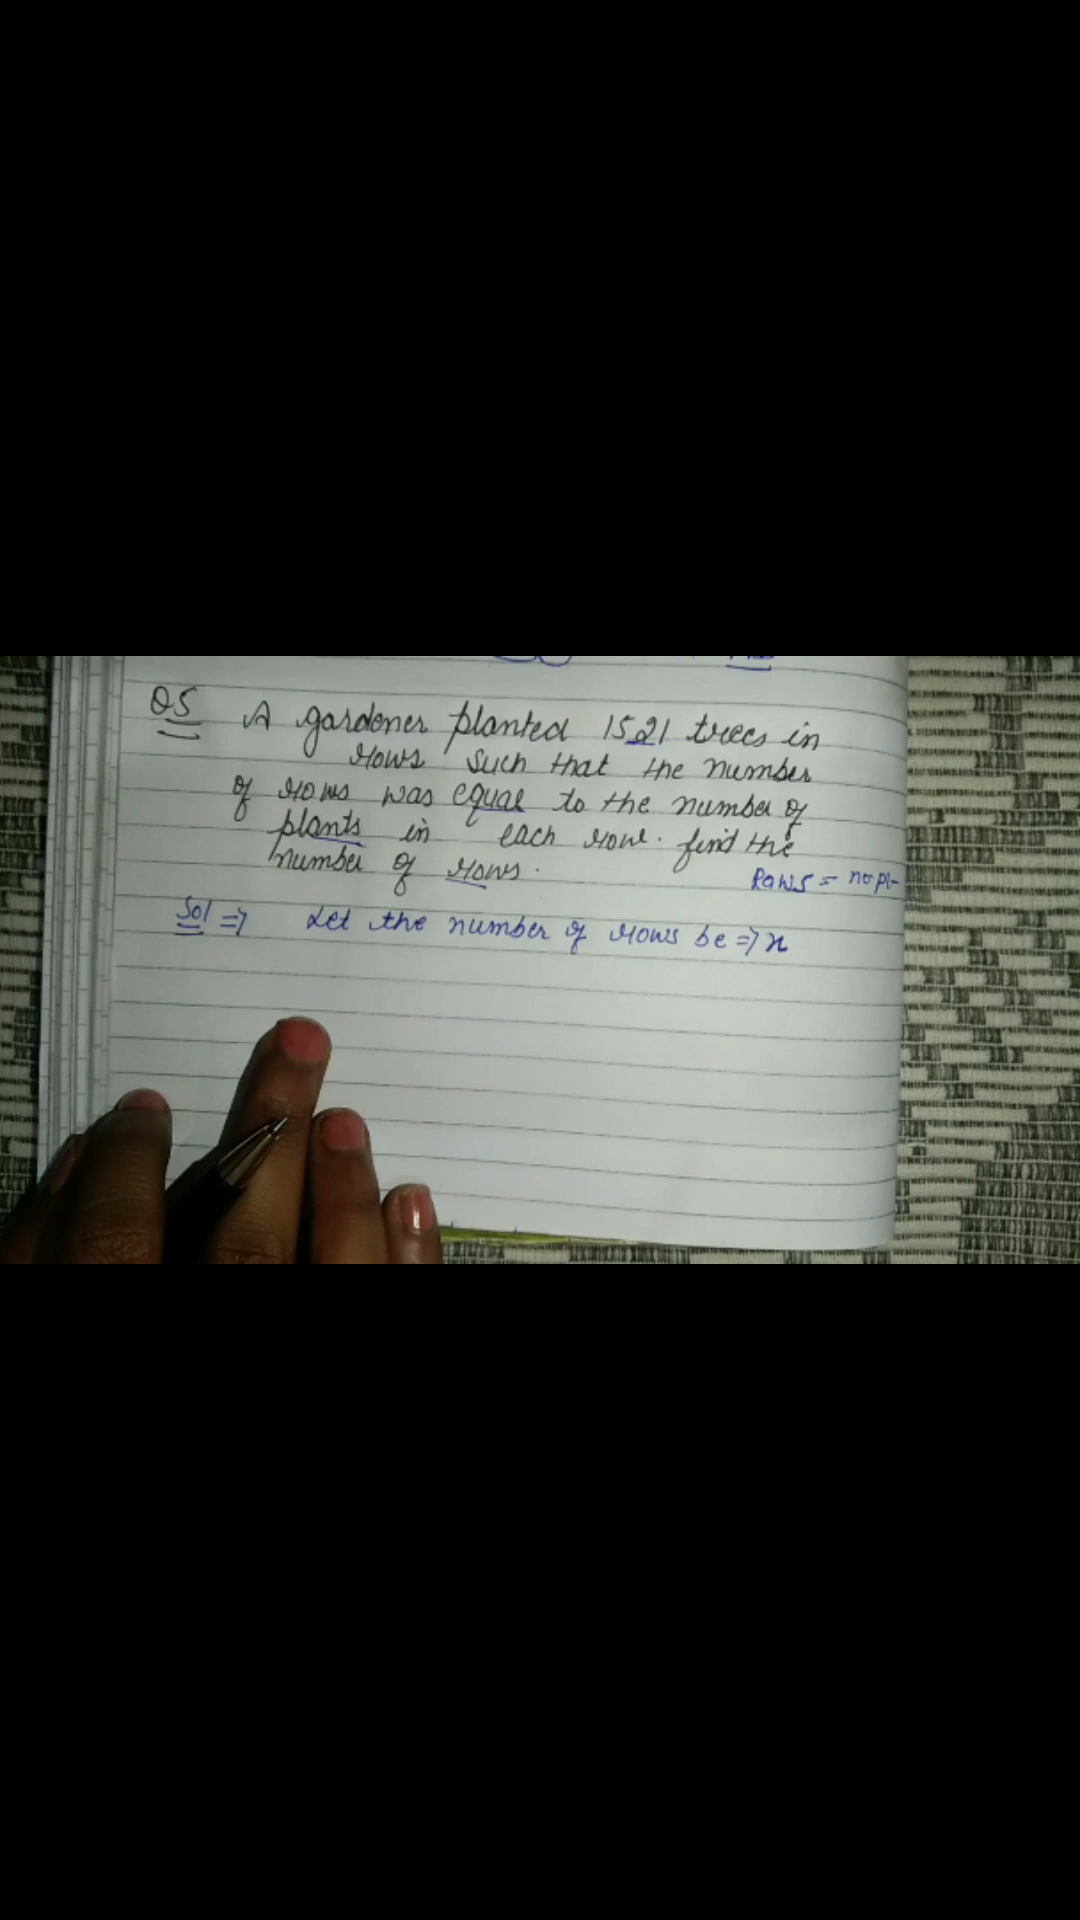 Q5 A gardener planted 1521 trees in
rows such that the number
of rows was equal to the number of
plants in each row. find the
number of rows.
Rows = no pl-
Sol => Let the number of rows be => x